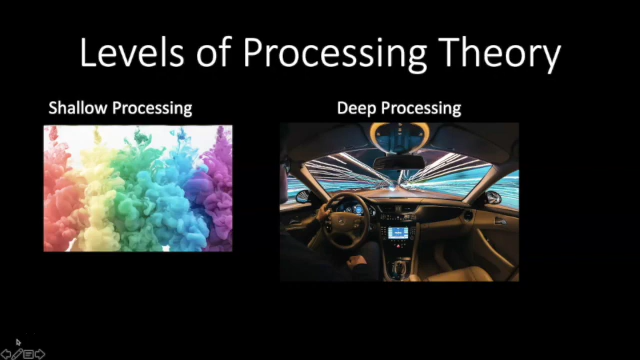 Levels of Processing Theory
Shallow Processing
Deep Processing